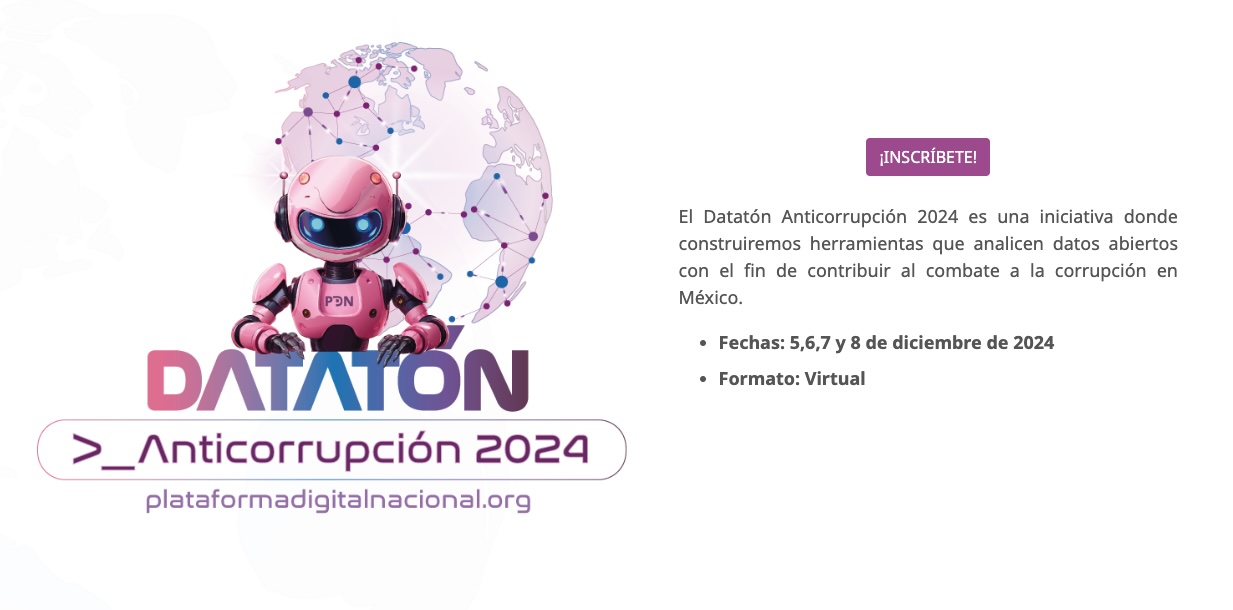 PDN
DATATÓN
>_Anticorrupción 2024
plataformadigitalnacional.org
¡INSCRÍBETE!
El Datatón Anticorrupción 2024 es una iniciativa donde
construiremos herramientas que analicen datos abiertos
con el fin de contribuir al combate a la corrupción en
México.
• Fechas: 5,6,7 y 8 de diciembre de 2024
• Formato: Virtual